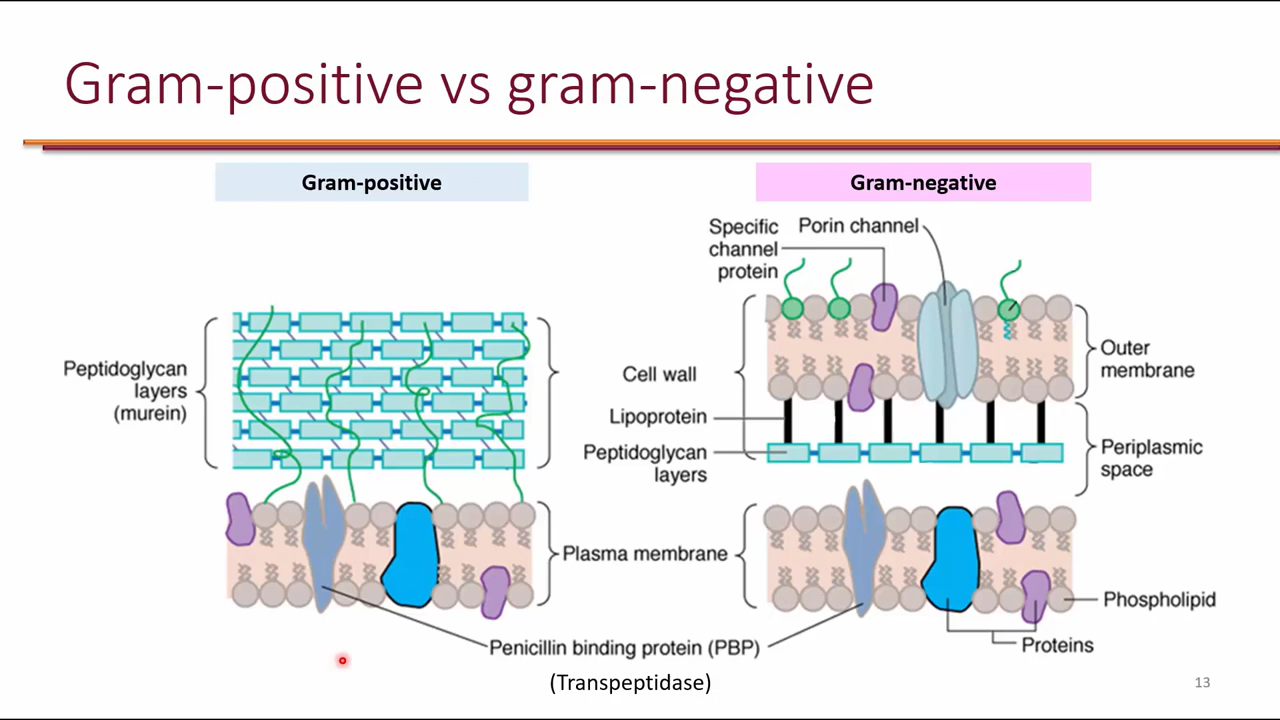 Gram-positive vs gram-negative
Gram-positive
Peptidoglycan
layers
(murein)
Gram-negative
Specific
channel
protein
Porin channel
Cell wall
Lipoprotein
Peptidoglycan
layers
Outer
membrane
Periplasmic
space
Plasma membrane
Phospholipid
Proteins
Penicillin binding protein (PBP)
(Transpeptidase)
13